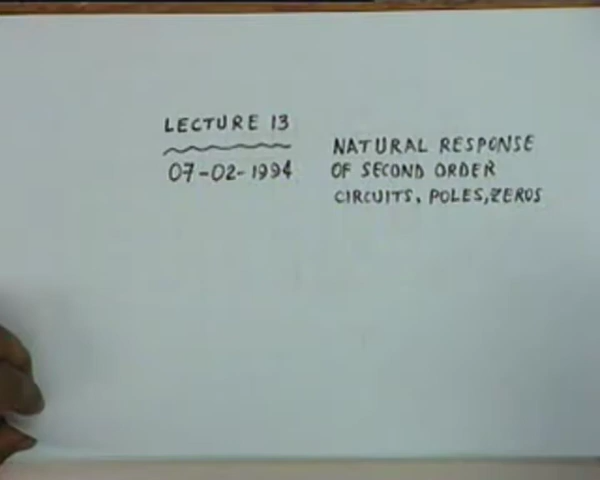 LECTURE 13
07-02-1994
NATURAL RESPONSE
OF SECOND ORDER
CIRCUITS, POLES, ZEROS